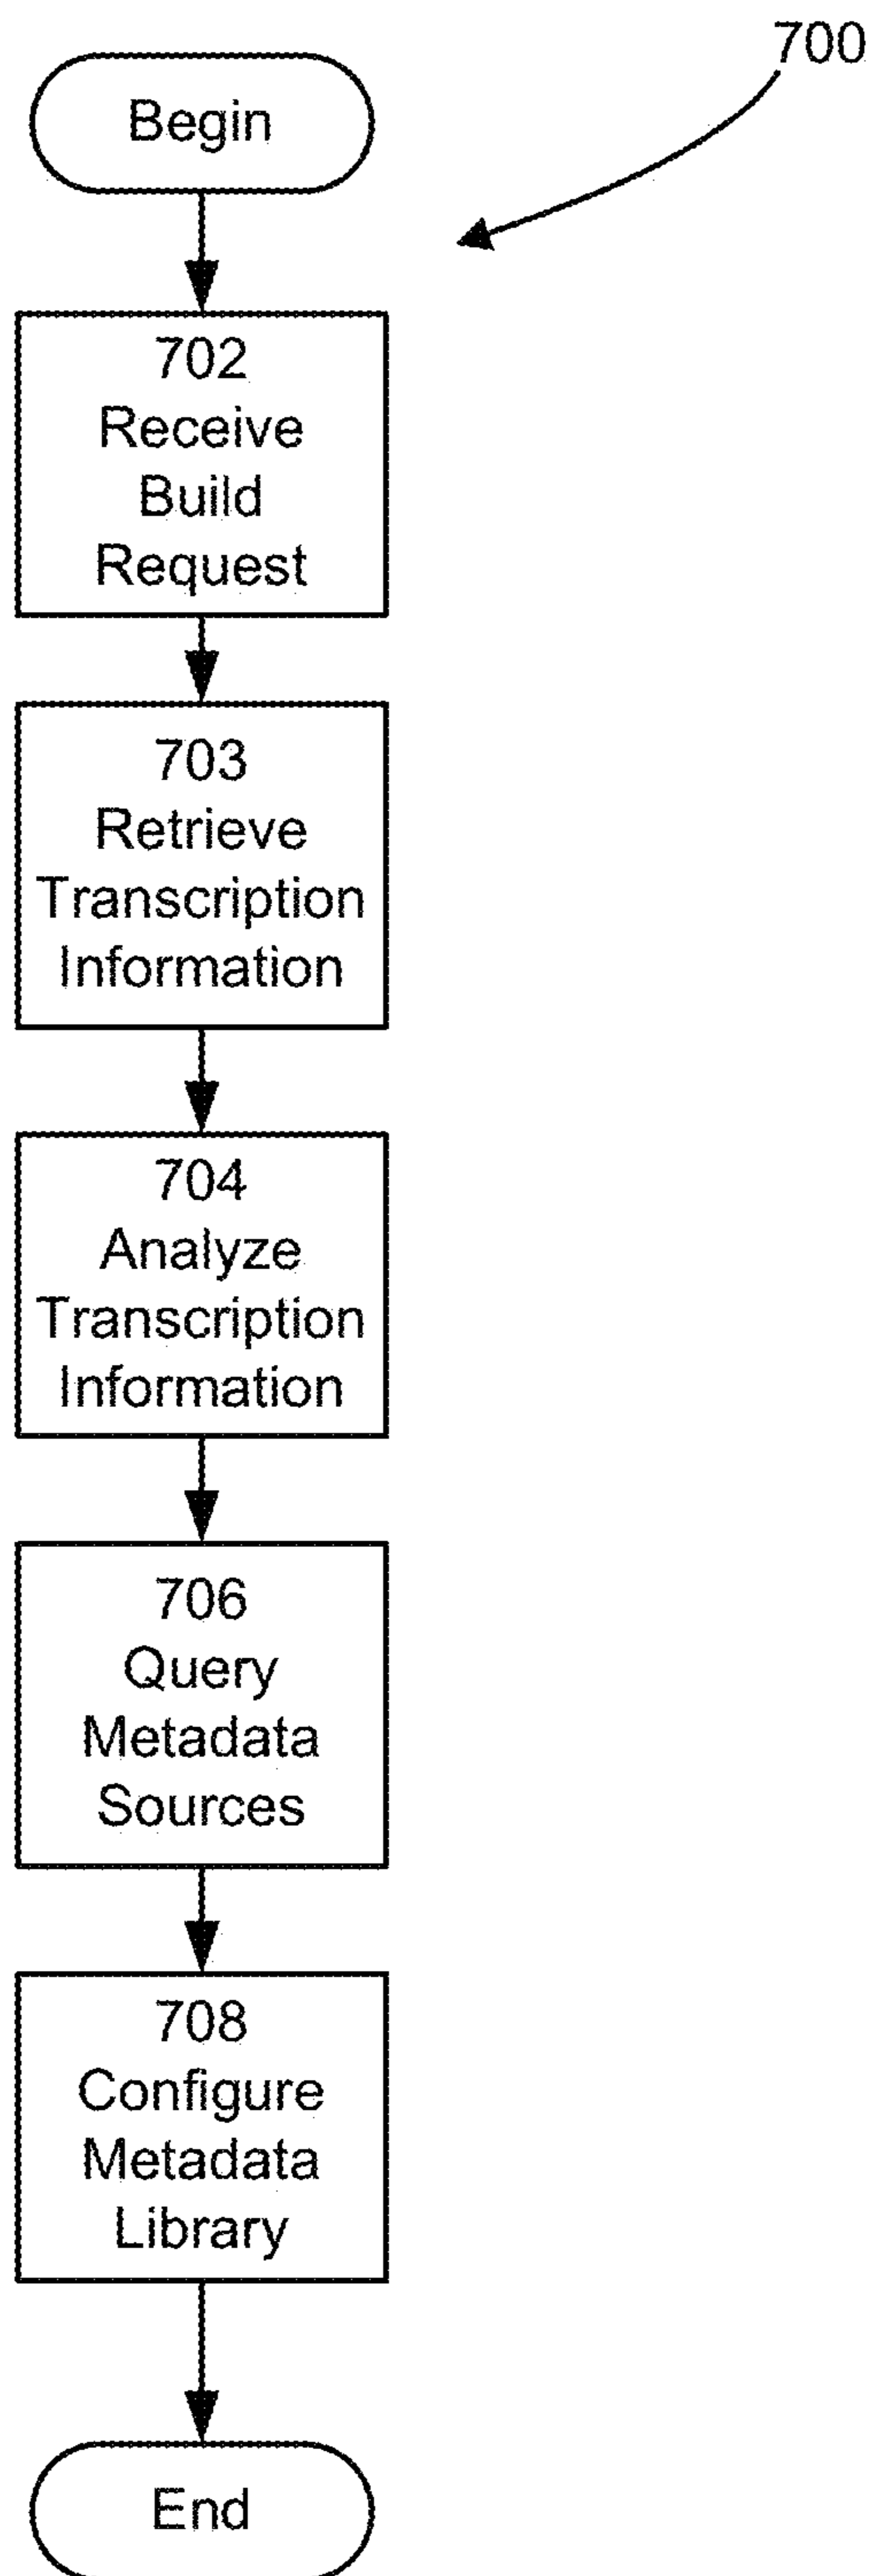 700
Begin
702
Receive
Build
Request
703
Retrieve
Transcription
Information
704
Analyze
Transcription
Information
706
Query
Metadata
Sources
708
Configure
Metadata
Library
End